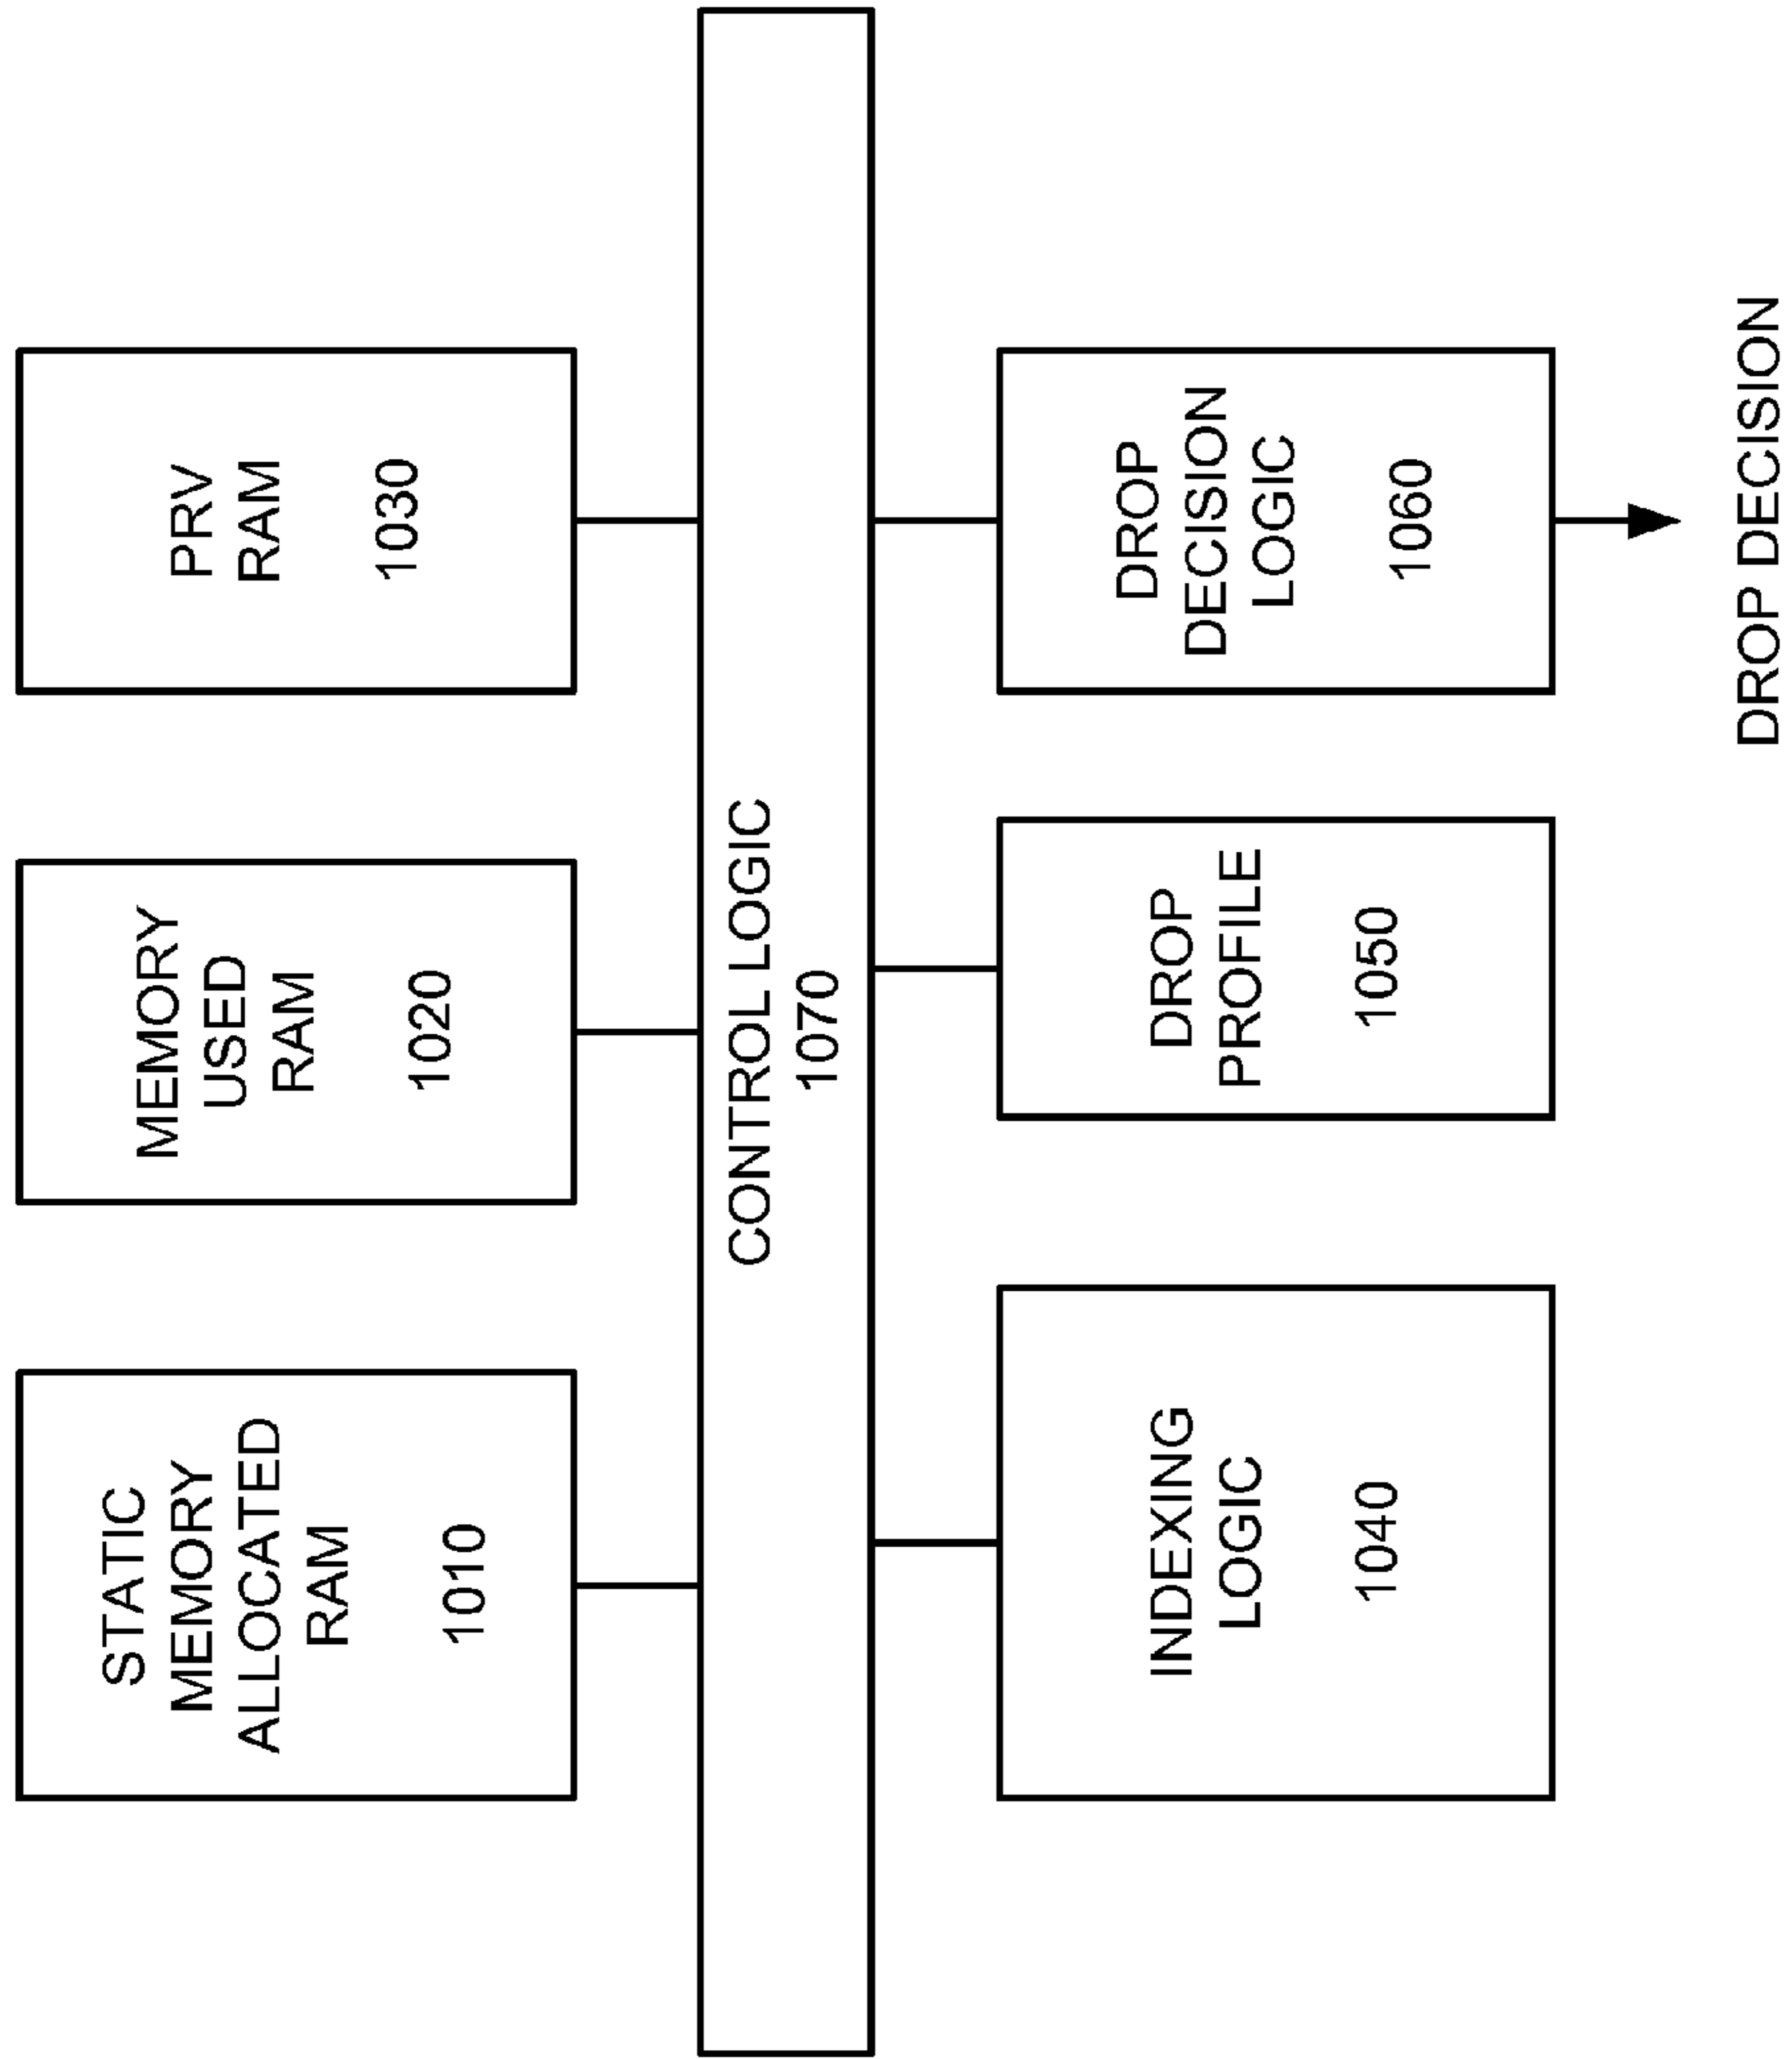 STATIC
MEMORY
ALLOCATED
RAM
1010
MEMORY
USED
RAM
1020
PRV
RAM
1030
CONTROL LOGIC
1070
INDEXING
LOGIC
1040
DROP
PROFILE
1050
DROP
DECISION
LOGIC
1060
DROP DECISION